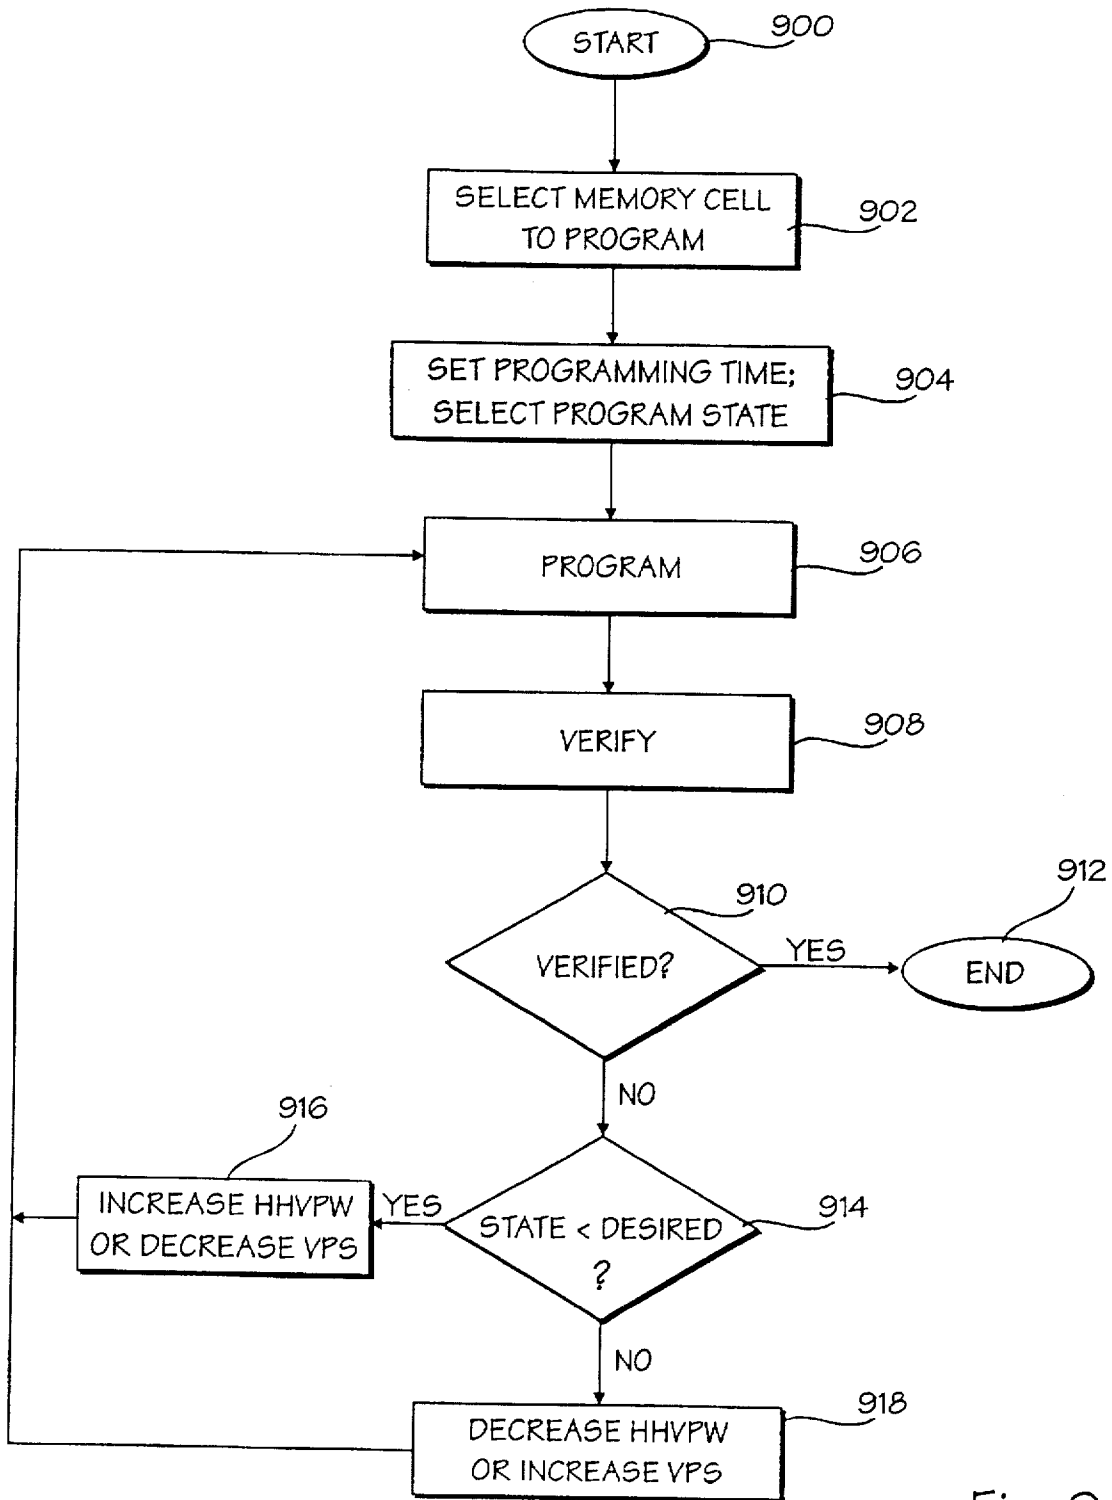 START
900
SELECT MEMORY CELL
TO PROGRAM
902
SET PROGRAMMING TIME;
SELECT PROGRAM STATE
904
PROGRAM
906
VERIFY
908
910
VERIFIED?
YES
912
END
NO
916
INCREASE HHVPW
OR DECREASE VPS
YES
STATE < DESIRED
?
914
NO
DECREASE HHVPW
OR INCREASE VPS
918